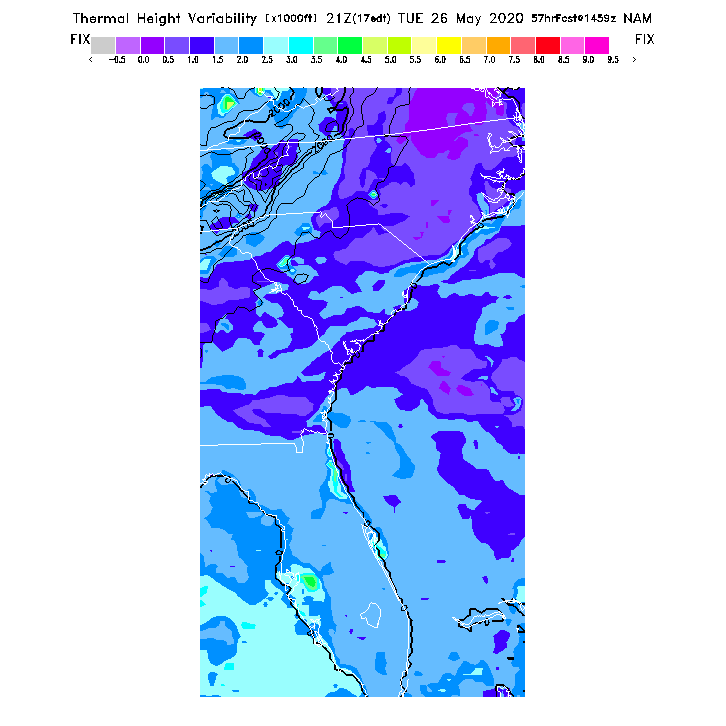 Thermal Height Variability [x1000ft] 21Z(17edt) TUE 26 May 2020 57hrFcst@1459z NAM
FIX FIX
< -0.5 0.0 0.5 1.0 1.5 2.0 2.5 3.0 3.5 4.0 4.5 5.0 5.5 6.0 6.5 7.0 7.5 8.0 8.5 9.0 9.5 >
2000